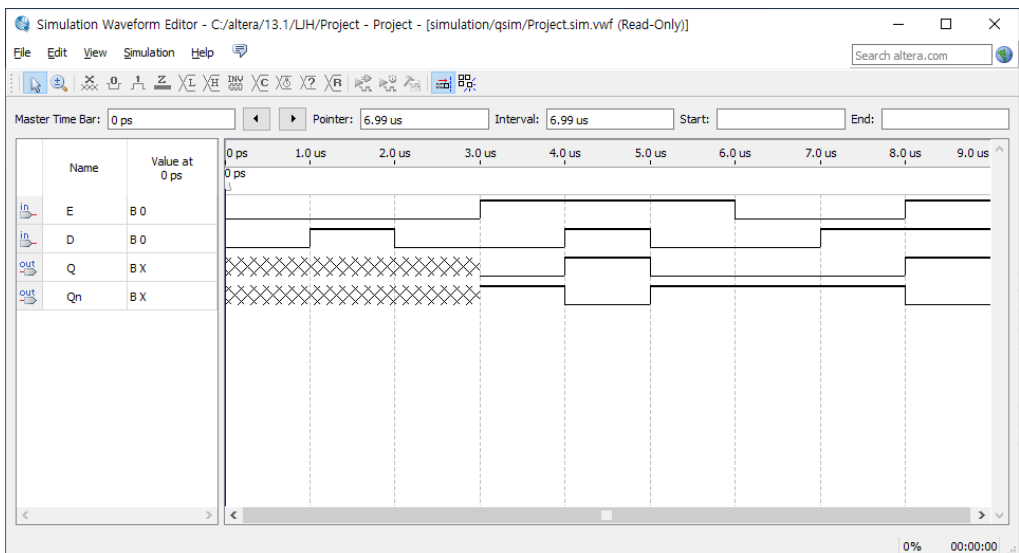 Simulation Waveform Editor - C:/altera/13.1/LJH/Project - Project - [simulation/qsim/Project.sim.vwf (Read-Only)]
File Edit View Simulation Help
Search altera.com
Master Time Bar: 0 ps Pointer: 6.99 us Interval: 6.99 us Start: End:
Name Value at 0 ps
0 ps 1.0 us 2.0 us 3.0 us 4.0 us 5.0 us 6.0 us 7.0 us 8.0 us 9.0 us
0 ps
in E B 0
in D B 0
out Q B X
out Qn B X
0% 00:00:00